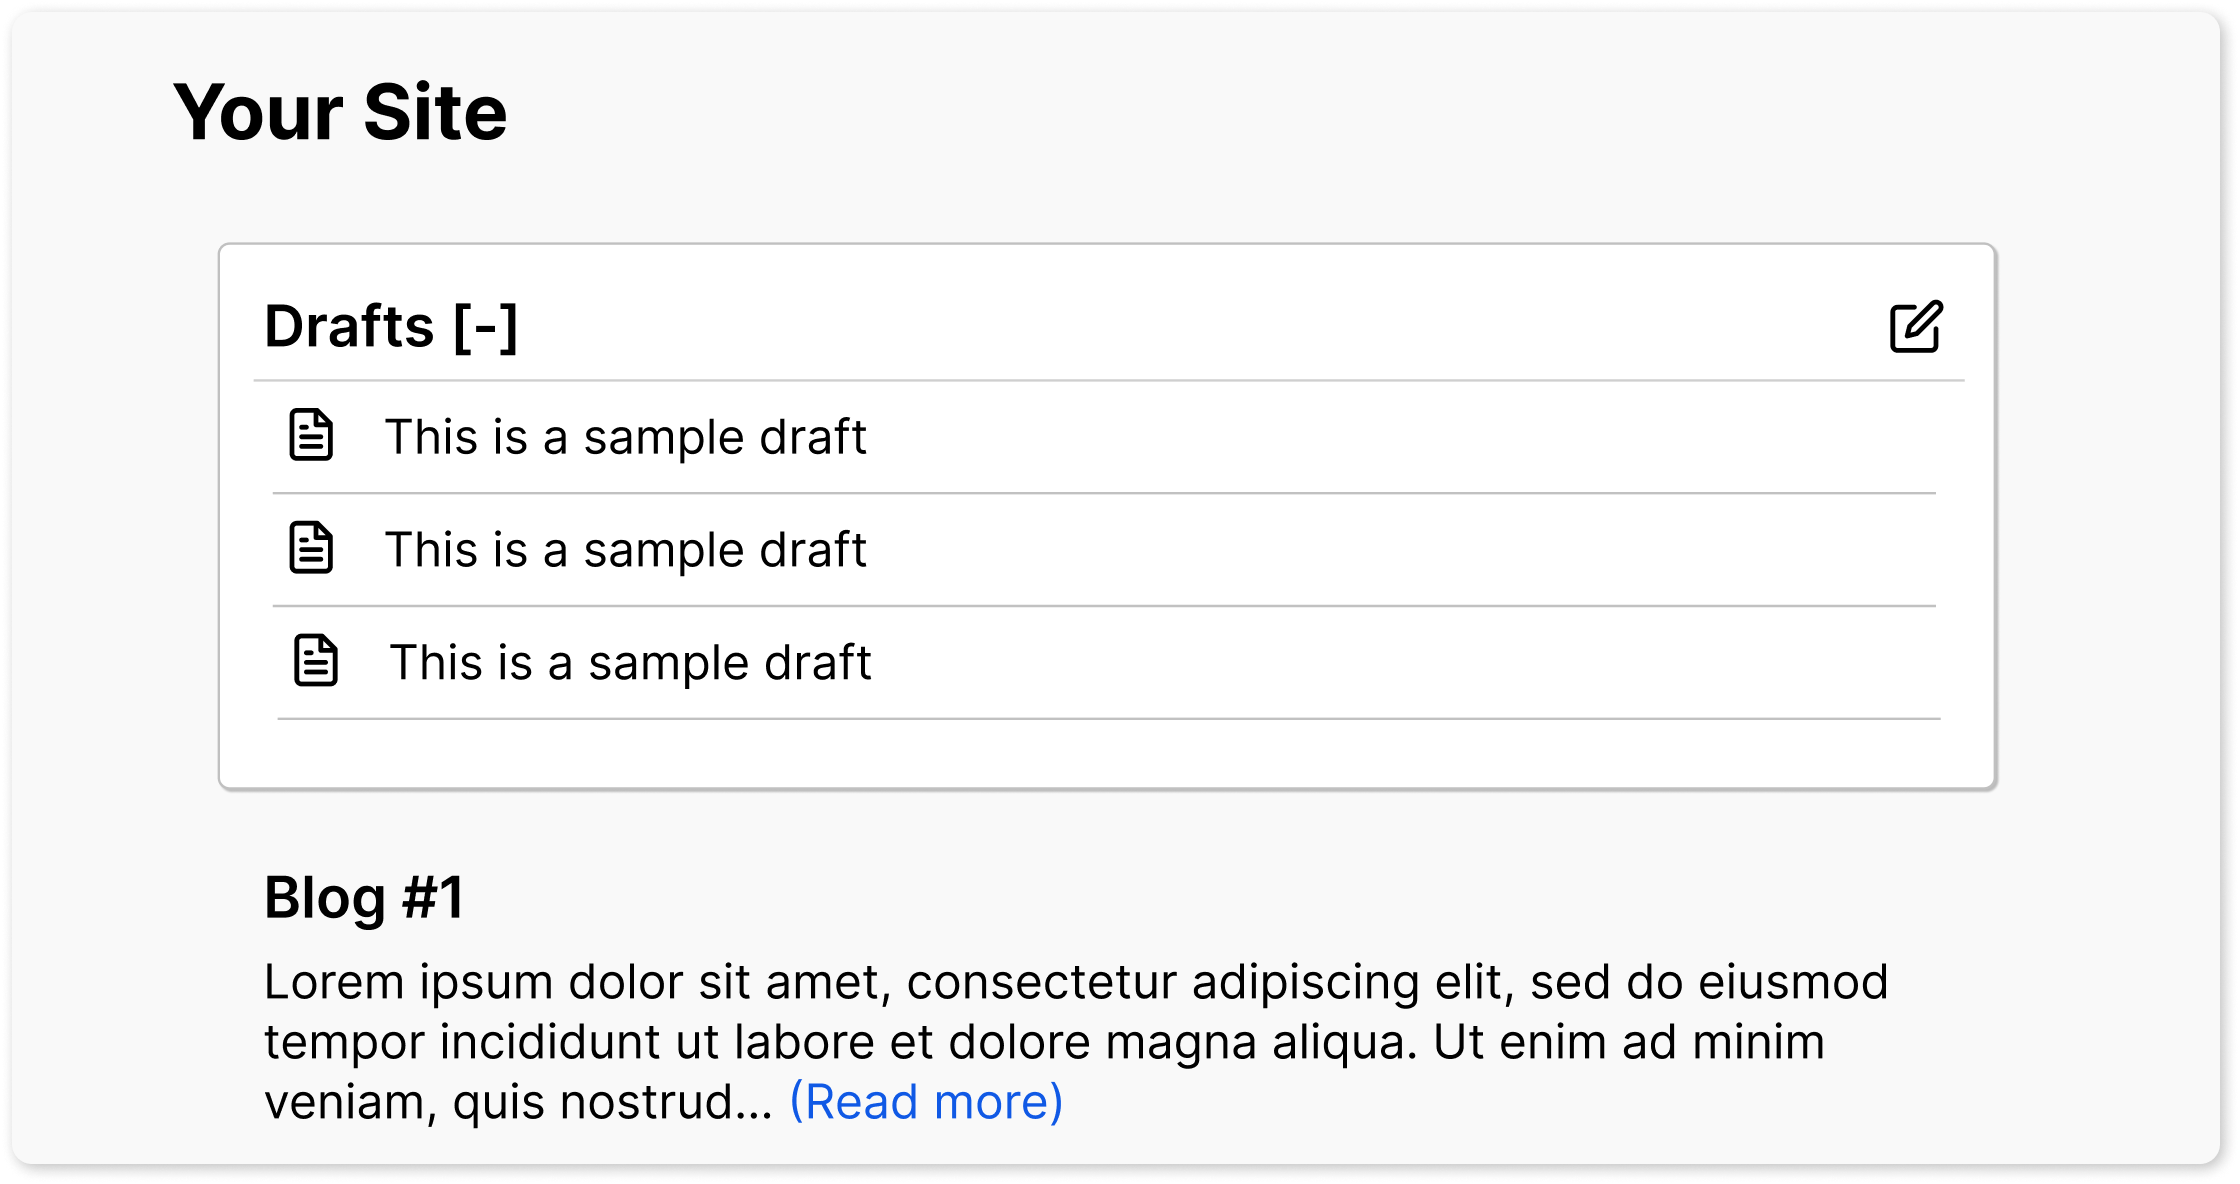 Your Site
Drafts [-]
This is a sample draft
This is a sample draft
This is a sample draft
Blog #1
Lorem ipsum dolor sit amet, consectetur adipiscing elit, sed do eiusmod
tempor incididunt ut labore et dolore magna aliqua. Ut enim ad minim
veniam, quis nostrud... (Read more)